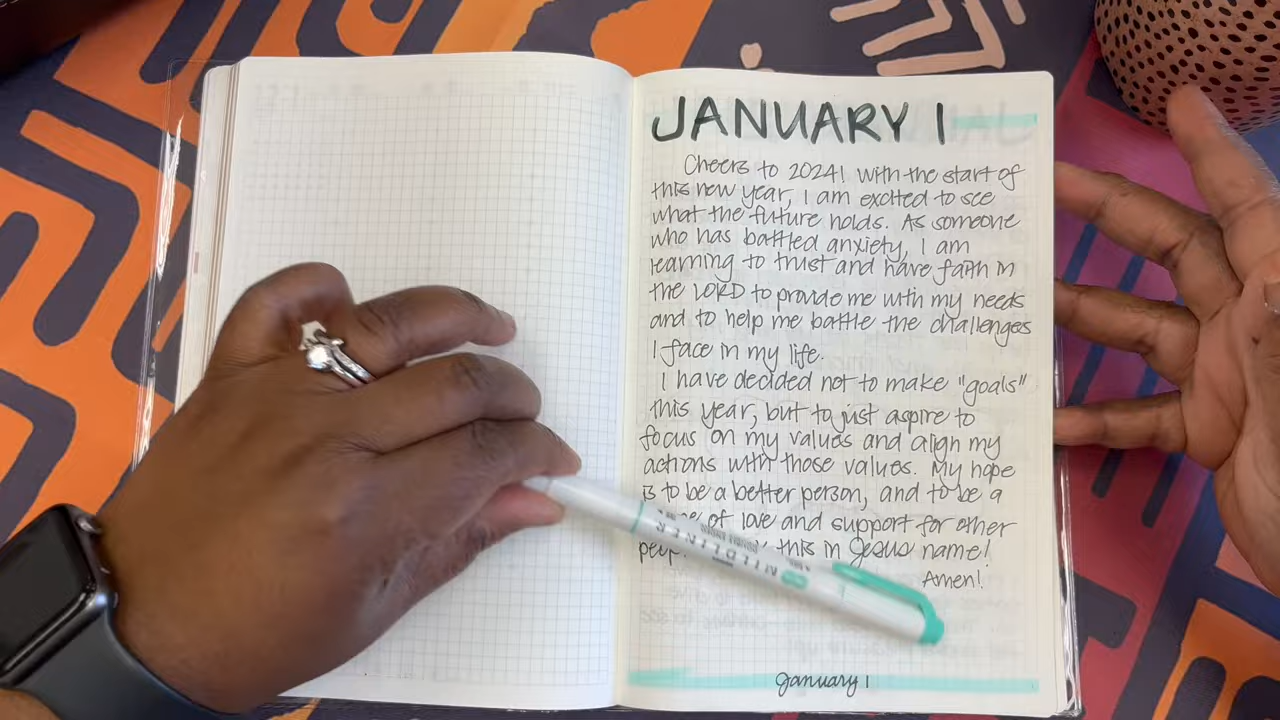 JANUARY 1
Cheers to 2024! With the start of
this new year, I am excited to see
what the future holds. As someone
who has battled anxiety, I am
learning to trust and have faith in
the LORD to provide me with my needs
and to help me battle the challenges
I face in my life.
I have decided not to make "goals"
this year, but to just aspire to
focus on my values and align my
actions with those values. My hope
is to be a better person, and to be a
of love and support for other
this in Jesus name!
Amen!
MILDLINER
January 1